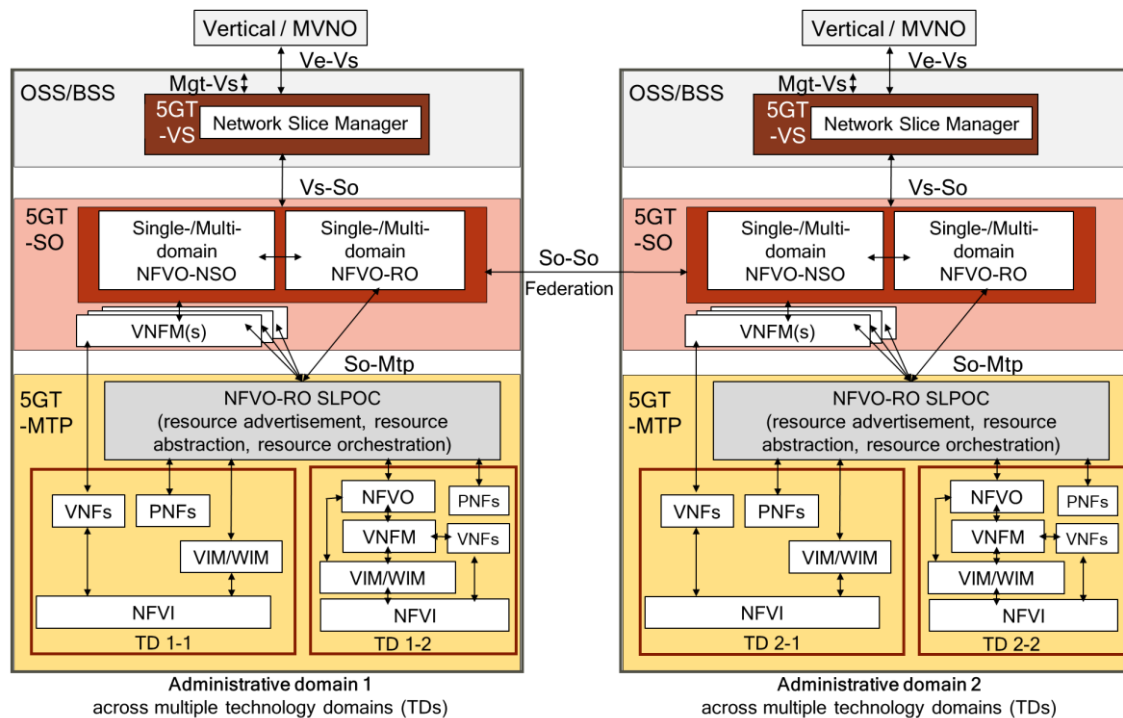 Vertical / MVNO
Ve-Vs
Mgt-Vs
OSS/BSS
5GT
-VS
Network Slice Manager
Vs-So
5GT
-SO
Single-/Multi-
domain
NFVO-NSO
Single-/Multi-
domain
NFVO-RO
VNFM(s)
So-Mtp
5GT
-MTP
NFVO-RO SLPOC
(resource advertisement, resource
abstraction, resource orchestration)
VNFs
PNFs
VIM/WIM
NFVI
TD 1-1
NFVO
PNFs
VNFM
VNFs
VIM/WIM
NFVI
TD 1-2
Administrative domain 1
across multiple technology domains (TDs)
So-So
Federation
Vertical / MVNO
Ve-Vs
Mgt-Vs
OSS/BSS
5GT
-VS
Network Slice Manager
Vs-So
5GT
-SO
Single-/Multi-
domain
NFVO-NSO
Single-/Multi-
domain
NFVO-RO
VNFM(s)
So-Mtp
5GT
-MTP
NFVO-RO SLPOC
(resource advertisement, resource
abstraction, resource orchestration)
VNFs
PNFs
VIM/WIM
NFVI
TD 2-1
NFVO
PNFs
VNFM
VNFs
VIM/WIM
NFVI
TD 2-2
Administrative domain 2
across multiple technology domains (TDs)